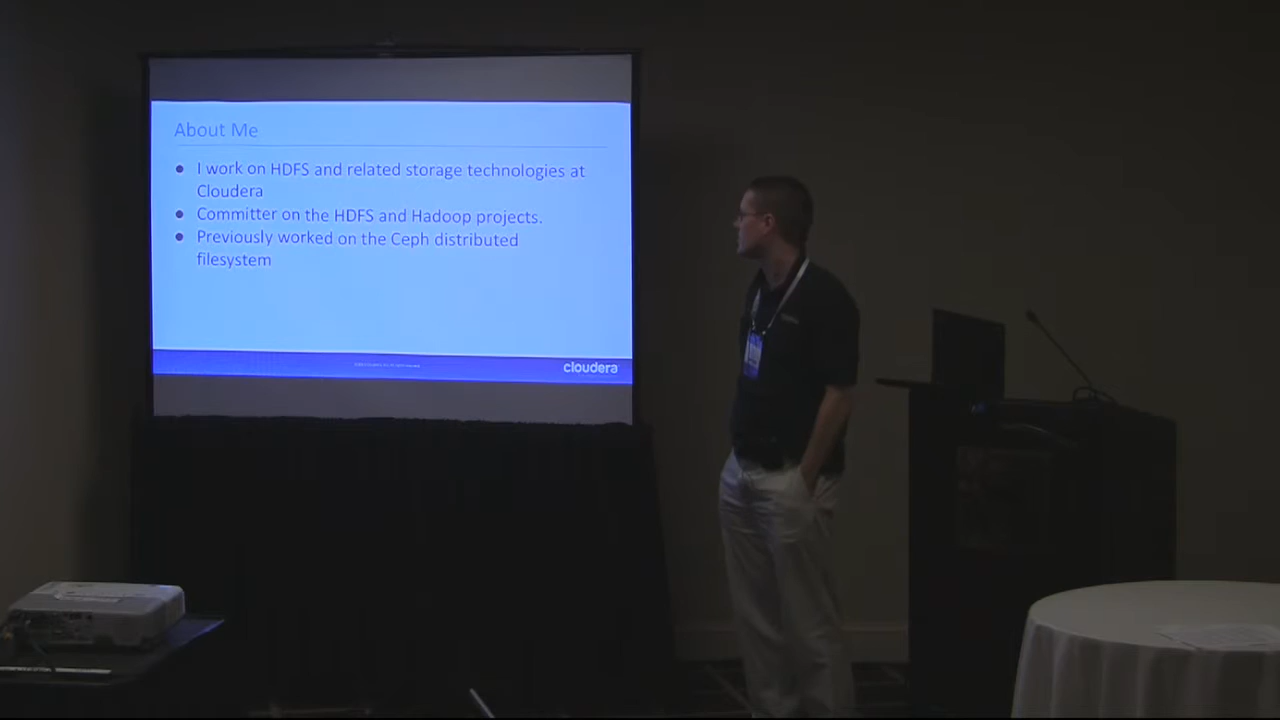 About Me
● I work on HDFS and related storage technologies at
Cloudera
● Committer on the HDFS and Hadoop projects.
● Previously worked on the Ceph distributed
filesystem
cloudera